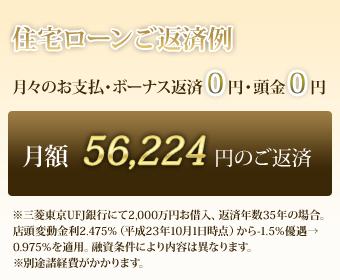 住宅ローンご返済例
月々のお支払・ボーナス返済0円・頭金0円
月額 56,224円のご返済
※三菱東京UFJ銀行にて2,000万円お借入、返済年数35年の場合。
店頭変動金利2.475%（平成23年10月1日時点）から-1.5%優遇→
0.975%を適用。融資条件により内容は異なります。
※別途諸経費がかかります。